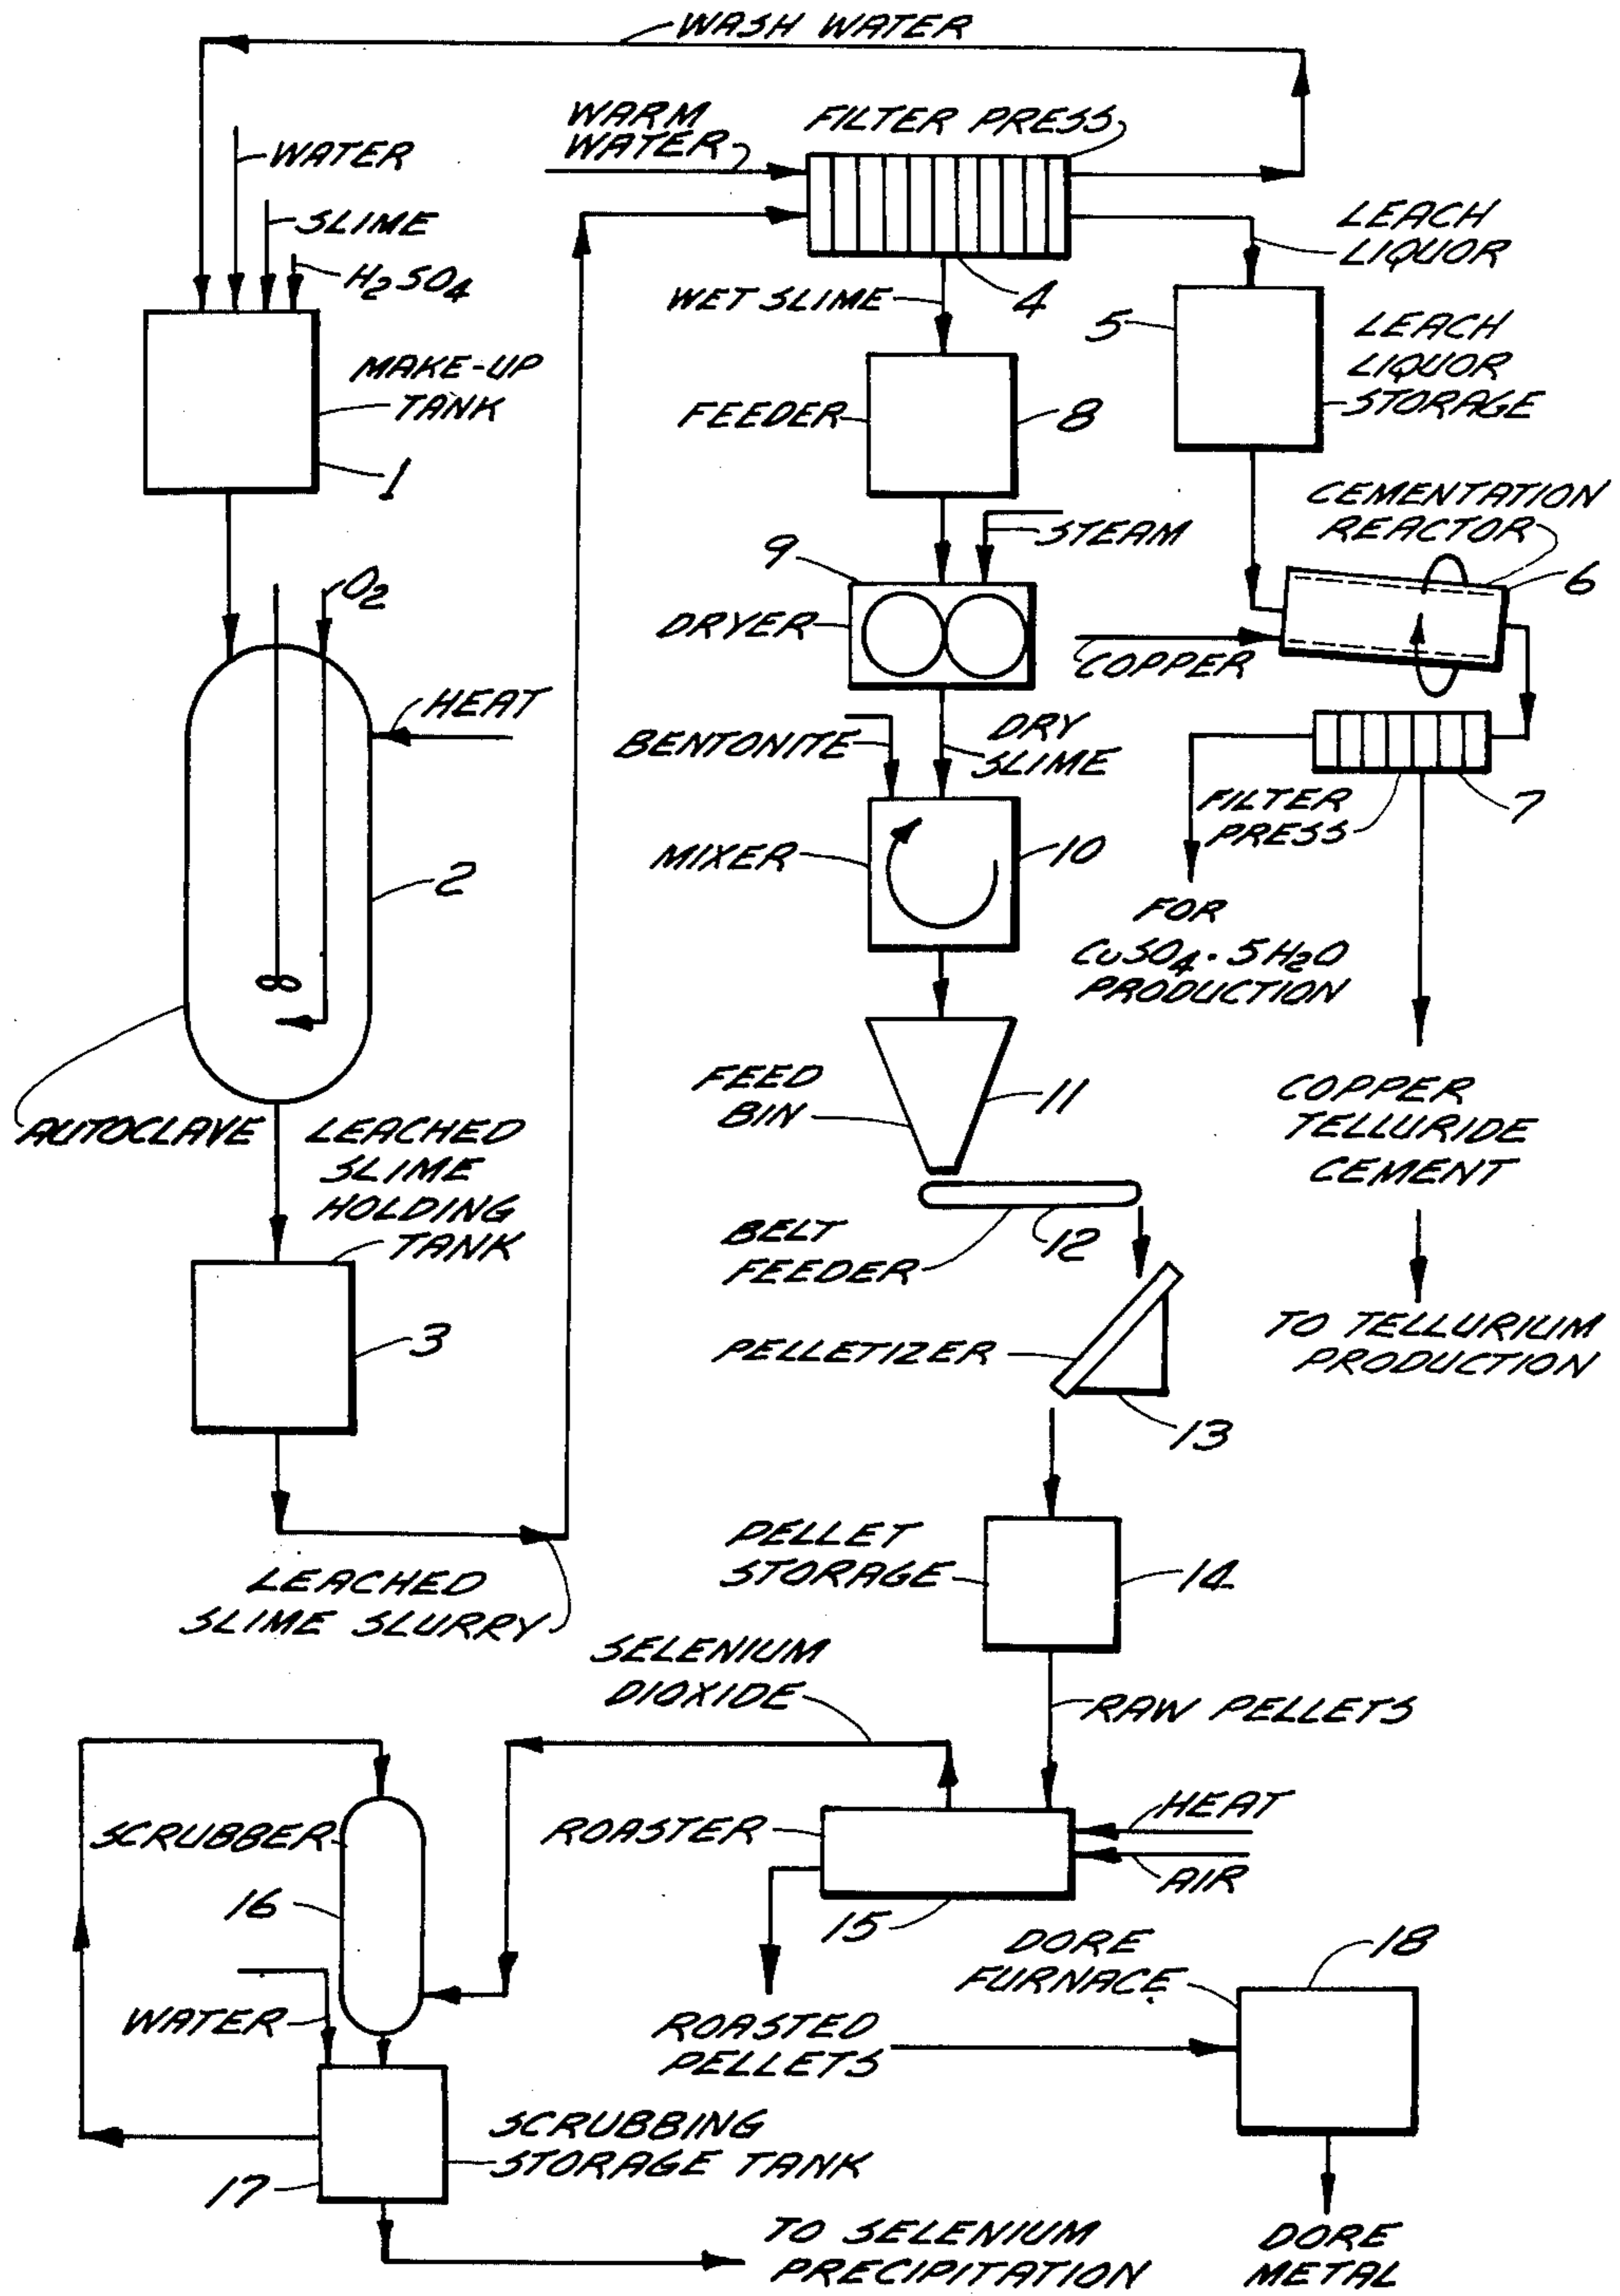 WASH WATER
WARM
WATER
FILTER PRESS
WATER
SLIME
H2SO4
LEACH
LIQUOR
WET SLIME
4
5
LEACH
LIQUOR
STORAGE
MAKE-UP
TANK
1
FEEDER
8
CEMENTATION
REACTOR
6
STEAM
9
DRYER
O2
COPPER
HEAT
BENTONITE
DRY
SLIME
FILTER
PRESS
7
MIXER
10
2
FOR
CuSO4 · 5H2O
PRODUCTION
FEED
BIN
11
COPPER
TELLURIDE
CEMENT
AUTOCLAVE
LEACHED
SLIME
HOLDING
TANK
BELT
FEEDER
12
3
PELLETIZER
13
TO TELLURIUM
PRODUCTION
PELLET
STORAGE
14
LEACHED
SLIME SLURRY
SELENIUM
DIOXIDE
RAW PELLETS
SCRUBBER
ROASTER
HEAT
AIR
16
15
DORE
FURNACE
18
WATER
ROASTED
PELLETS
SCRUBBING
STORAGE TANK
17
TO SELENIUM
PRECIPITATION
DORE
METAL